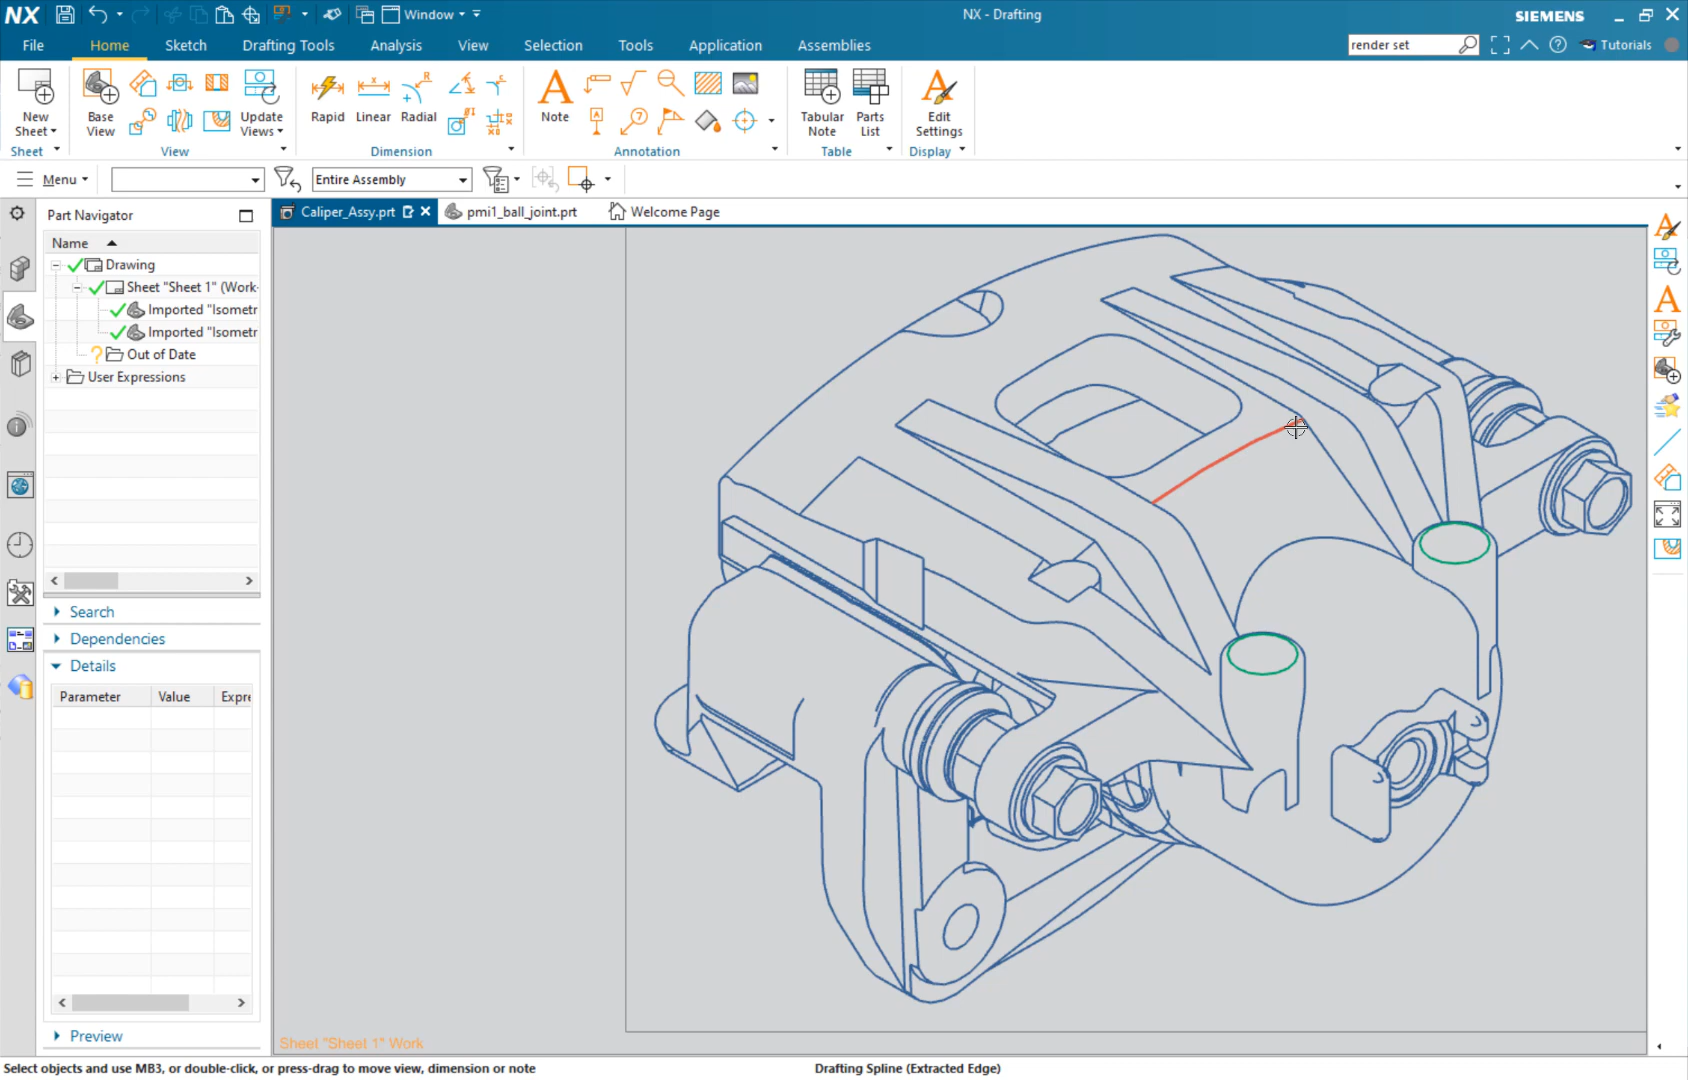 NX
Window
NX - Drafting
SIEMENS
File
Home
Sketch
Drafting Tools
Analysis
View
Selection
Tools
Application
Assemblies
render set
Tutorials
New
Sheet
Base
View
Update
Views
Rapid
Linear
Radial
Note
Tabular
Note
Parts
List
Edit
Settings
Sheet
View
Dimension
Annotation
Table
Display
Menu
Entire Assembly
Part Navigator
Caliper_Assy.prt
pmi1_ball_joint.prt
Welcome Page
Name
Drawing
Sheet "Sheet 1" (Work
Imported "Isometr
Imported "Isometr
Out of Date
User Expressions
Search
Dependencies
Details
Parameter
Value
Expre
Preview
Sheet "Sheet 1" Work
Select objects and use MB3, or double-click, or press-drag to move view, dimension or note
Drafting Spline (Extracted Edge)